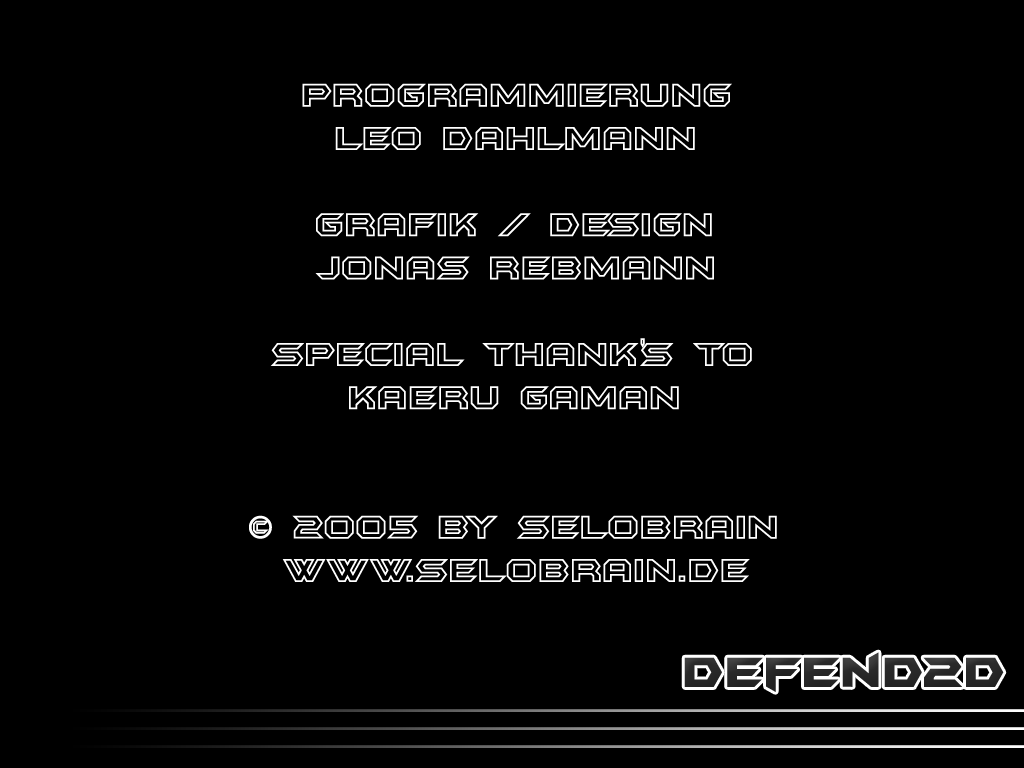 PROGRAMMIERUNG
LEO DAHLMANN
GRAFIK / DESIGN
JONAS REBMANN
SPECIAL THANK'S TO
KAERU GAMAN
© 2005 BY SELOBRAIN
WWW.SELOBRAIN.DE
DEFEND2D